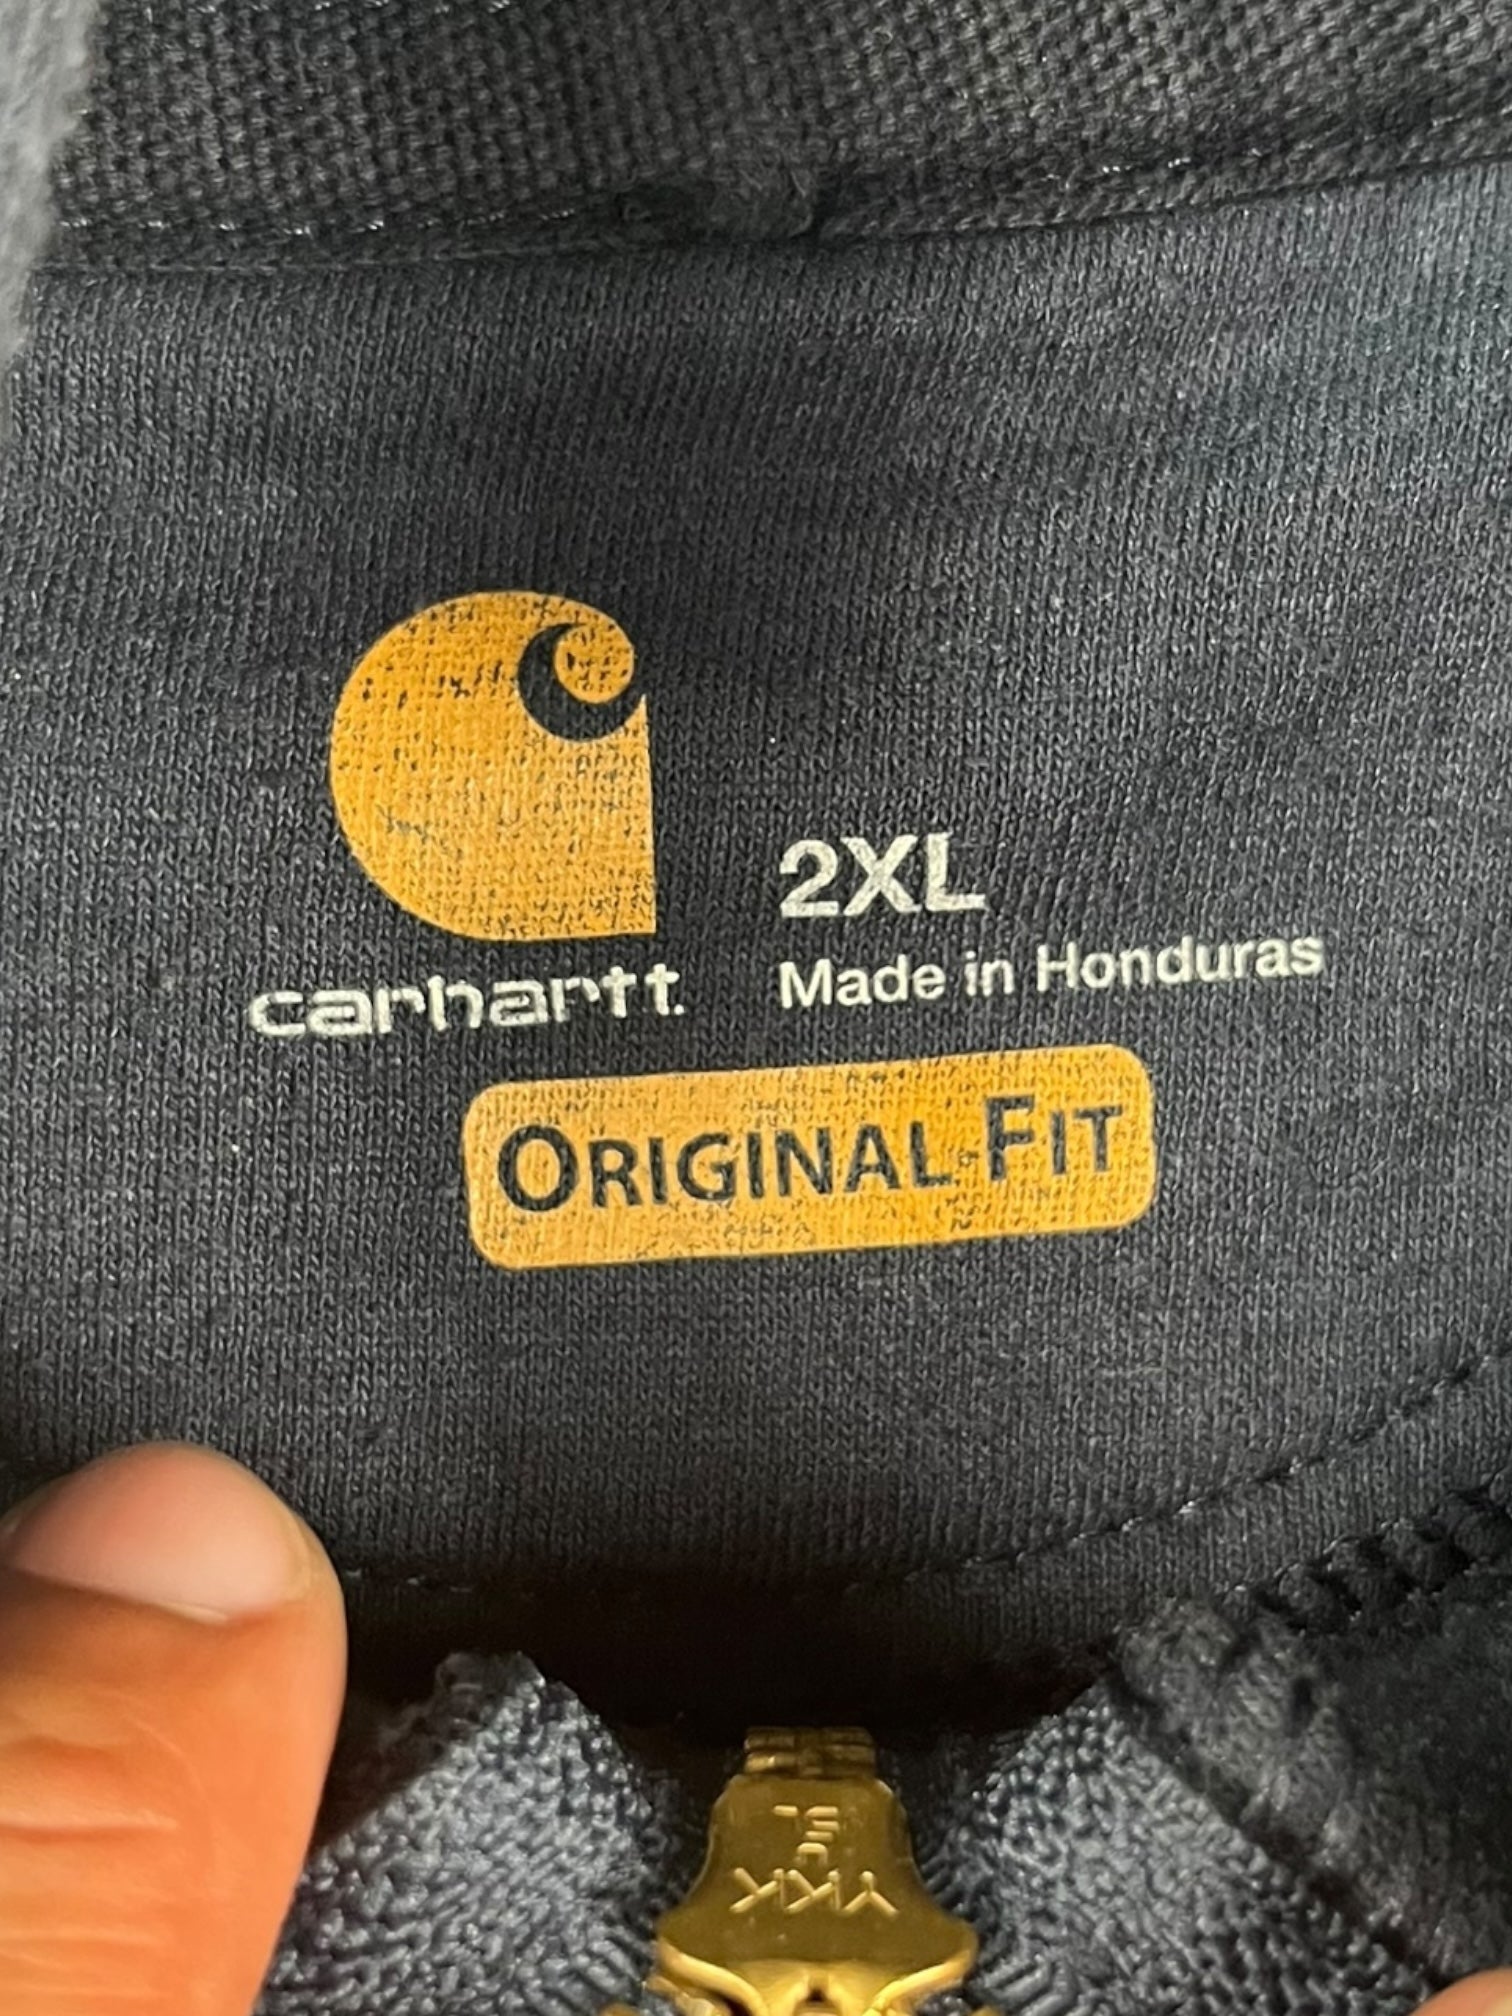 carhartt.
2XL
Made in Honduras
ORIGINAL FIT
YKK